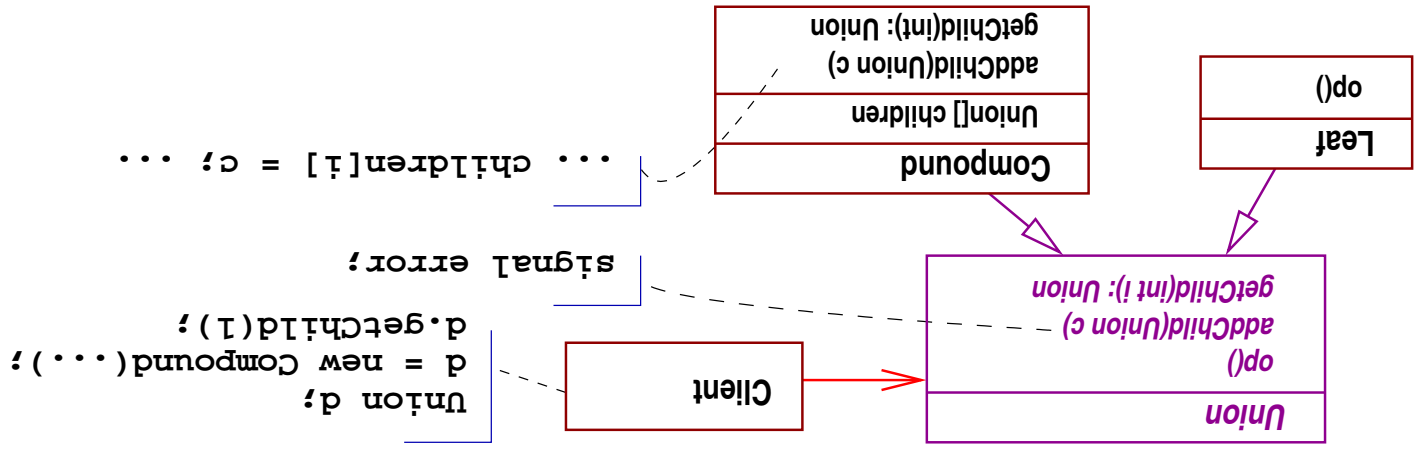 Union
op()
addChild(Union c)
getChild(int i): Union
Client
Union d;
d = new Compound(...);
d.getChild(1);
signal error;
Leaf
op()
Compound
Union[] children
addChild(Union c)
getChild(int): Union
... children[i] = c; ...